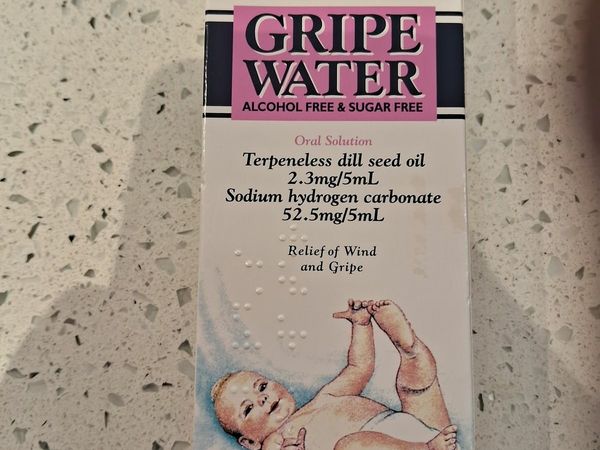 GRIPE
WATER
ALCOHOL FREE & SUGAR FREE
Oral Solution
Terpeneless dill seed oil
2.3mg/5mL
Sodium hydrogen carbonate
52.5mg/5mL
Relief of Wind
and Gripe